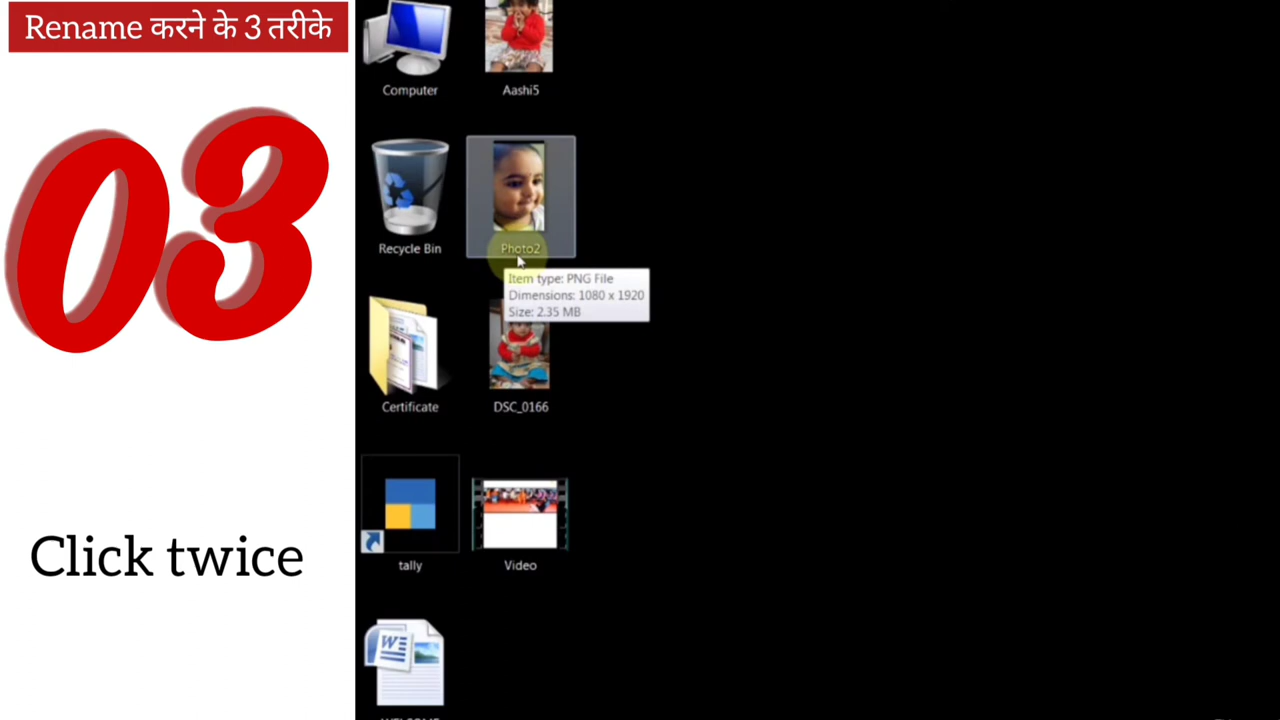 Rename करने के 3 तरीके
03
Click twice
Computer
Aashi5
Recycle Bin
Photo2
Item type: PNG File
Dimensions: 1080 x 1920
Size: 2.35 MB
Certificate
DSC_0166
tally
Video